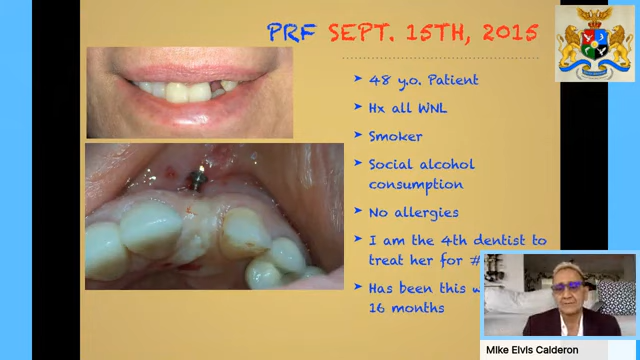 PRF SEPT. 15TH, 2015
➤ 48 y.o. Patient
➤ Hx all WNL
➤ Smoker
➤ Social alcohol
consumption
➤ No allergies
➤ I am the 4th dentist to
treat her for #
➤ Has been this
16 months
Mike Elvis Calderon